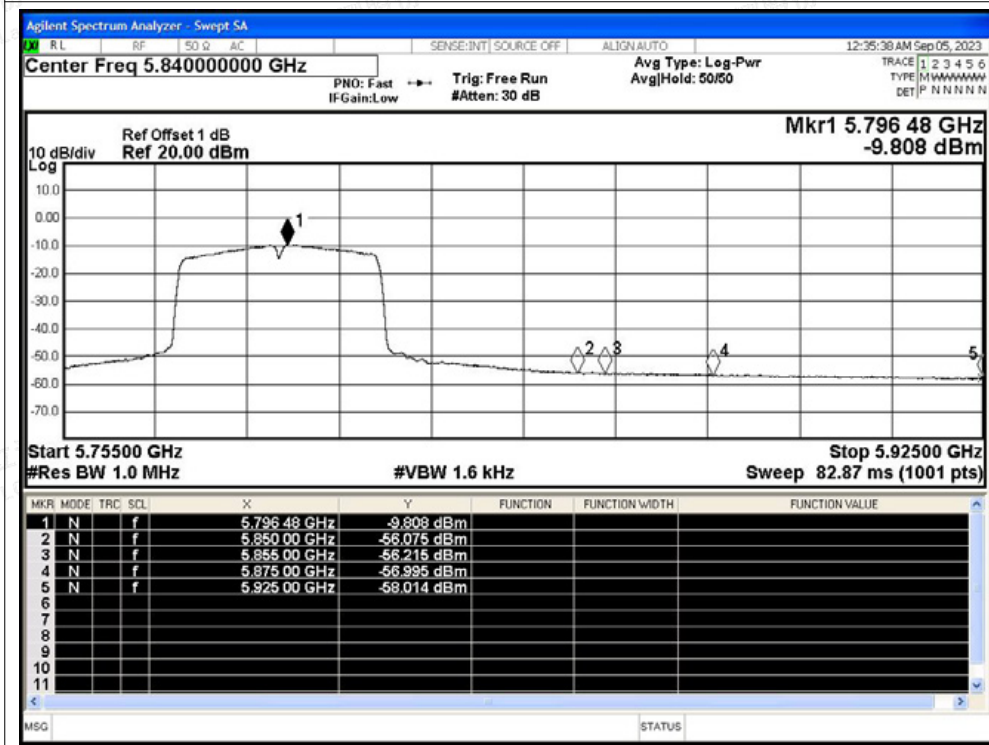 Agilent Spectrum Analyzer - Swept SA
RL RF 50 Ω AC SENSE:INT SOURCE OFF ALIGN AUTO 12:35:38 AM Sep 05, 2023
Center Freq 5.840000000 GHz Avg Type: Log-Pwr TRACE 1 2 3 4 5 6
PNO: Fast Trig: Free Run Avg|Hold: 50/50 TYPE M WWWWW
IFGain:Low #Atten: 30 dB DET P N N N N N
Mkr1 5.796 48 GHz
Ref Offset 1 dB
10 dB/div Ref 20.00 dBm -9.808 dBm
Log
10.0
0.00
1
-10.0
-20.0
-30.0
-40.0
-50.0 2 3 4 5
-60.0
-70.0
Start 5.75500 GHz Stop 5.92500 GHz
#Res BW 1.0 MHz #VBW 1.6 kHz Sweep 82.87 ms (1001 pts)
MKR MODE TRC SCL X Y FUNCTION FUNCTION WIDTH FUNCTION VALUE
1 N f 5.796 48 GHz -9.808 dBm
2 N f 5.850 00 GHz -56.075 dBm
3 N f 5.855 00 GHz -56.215 dBm
4 N f 5.875 00 GHz -56.995 dBm
5 N f 5.925 00 GHz -58.014 dBm
6
7
8
9
10
11
MSG STATUS